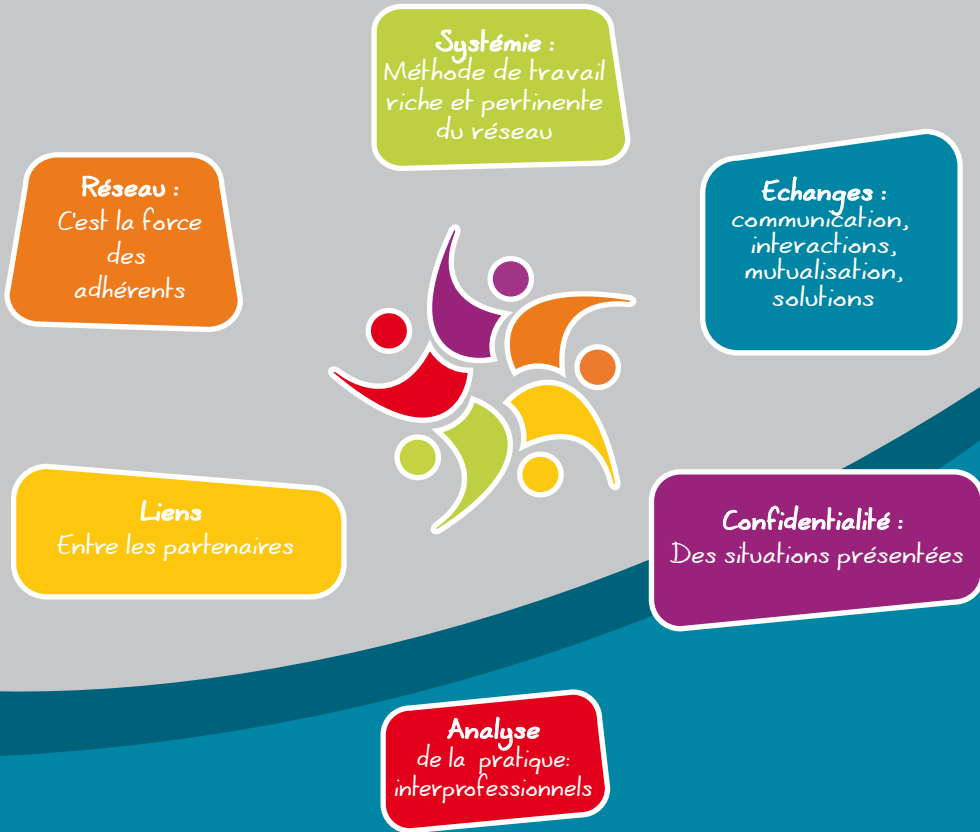 Systémie :
Méthode de travail
riche et pertinente
du réseau
Réseau :
C'est la force
des
adhérents
Echanges :
communication,
interactions,
mutualisation,
solutions
Liens
Entre les partenaires
Confidentialité :
Des situations présentées
Analyse
de la pratique:
interprofessionnels